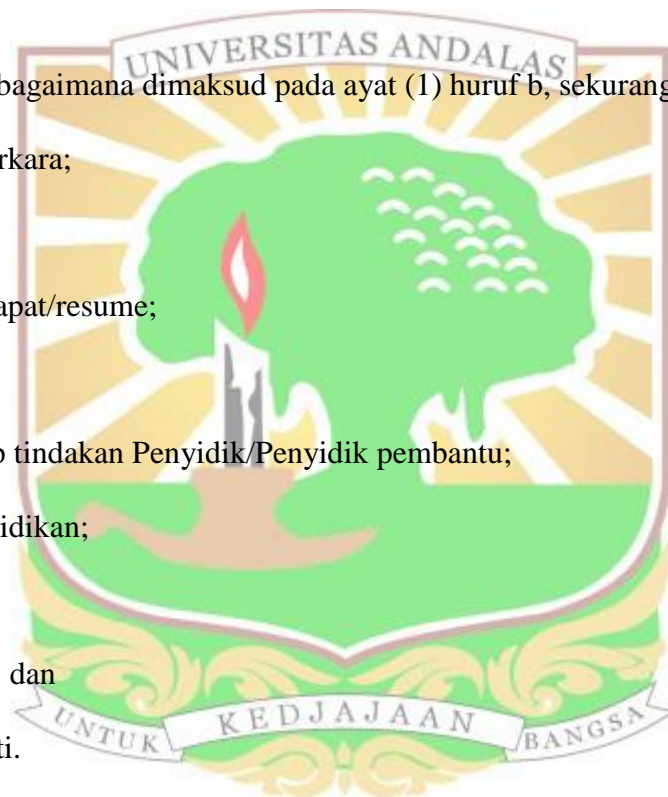 UNIVERSITAS ANDALAS
bagaimana dimaksud pada ayat (1) huruf b, sekurang
rkara;
apat/resume;
tindakan Penyidik/Penyidik pembantu;
idikan;
dan
UNTUK KEDJAJAAN BANGSA
ti.